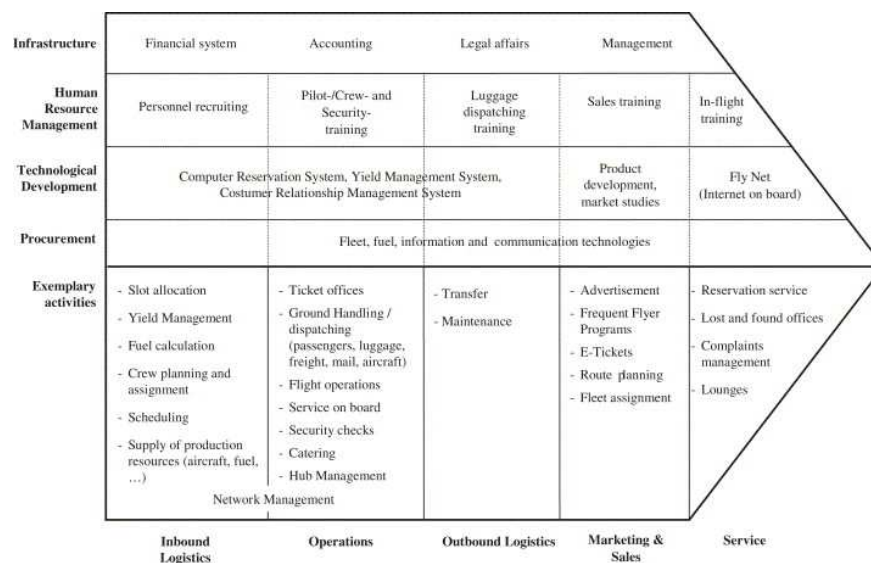 Infrastructure
Financial system
Accounting
Legal affairs
Management
Human
Resource
Management
Personnel recruiting
Pilot-/Crew- and
Security-
training
Luggage
dispatching
training
Sales training
In-flight
training
Technological
Development
Computer Reservation System, Yield Management System,
Costumer Relationship Management System
Product
development,
market studies
Fly Net
(Internet on board)
Procurement
Fleet, fuel, information and communication technologies
Exemplary
activities
- Slot allocation
- Yield Management
- Fuel calculation
- Crew planning and
assignment
- Scheduling
- Supply of production
resources (aircraft, fuel,
…)
- Ticket offices
- Ground Handling /
dispatching
(passengers, luggage,
freight, mail, aircraft)
- Flight operations
- Service on board
- Security checks
- Catering
- Hub Management
Network Management
- Transfer
- Maintenance
- Advertisement
- Frequent Flyer
Programs
- E-Tickets
- Route planning
- Fleet assignment
- Reservation service
- Lost and found offices
- Complaints
management
- Lounges
Inbound
Logistics
Operations
Outbound Logistics
Marketing &
Sales
Service